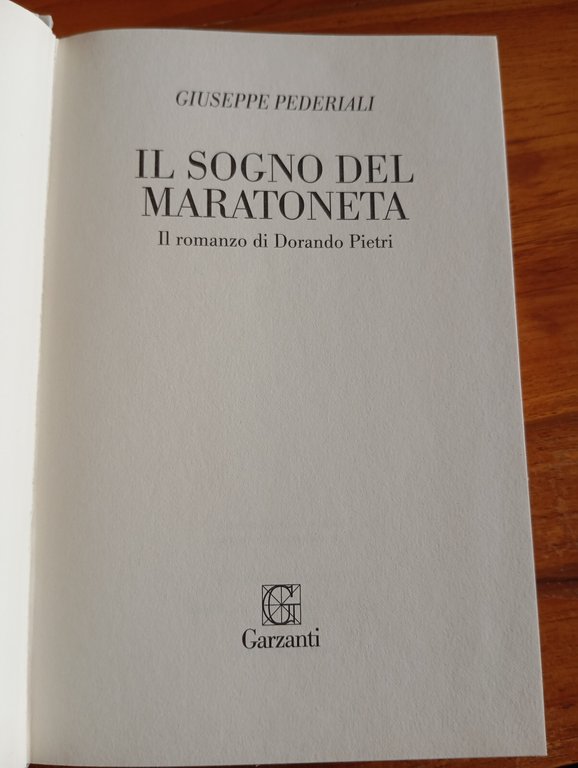 GIUSEPPE PEDERIALI
IL SOGNO DEL
MARATONETA
Il romanzo di Dorando Pietri
G
Garzanti